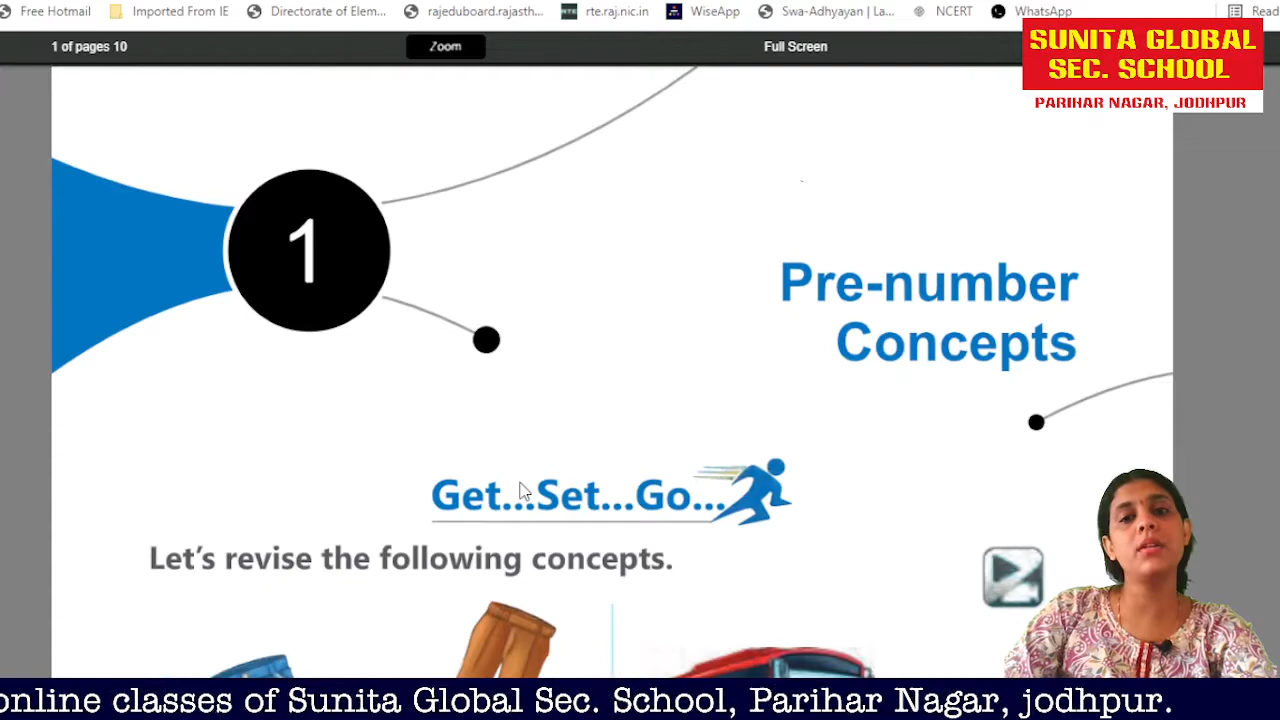 Free Hotmail Imported From IE Directorate of Elem... rajeduboard.rajasth... rte.raj.nic.in WiseApp Swa-Adhyayan | La... NCERT WhatsApp Read
1 of pages 10 Zoom Full Screen
SUNITA GLOBAL
SEC. SCHOOL
PARIHAR NAGAR, JODHPUR
1
Pre-number
Concepts
Get...Set...Go...
Let's revise the following concepts.
online classes of Sunita Global Sec. School, Parihar Nagar, jodhpur.